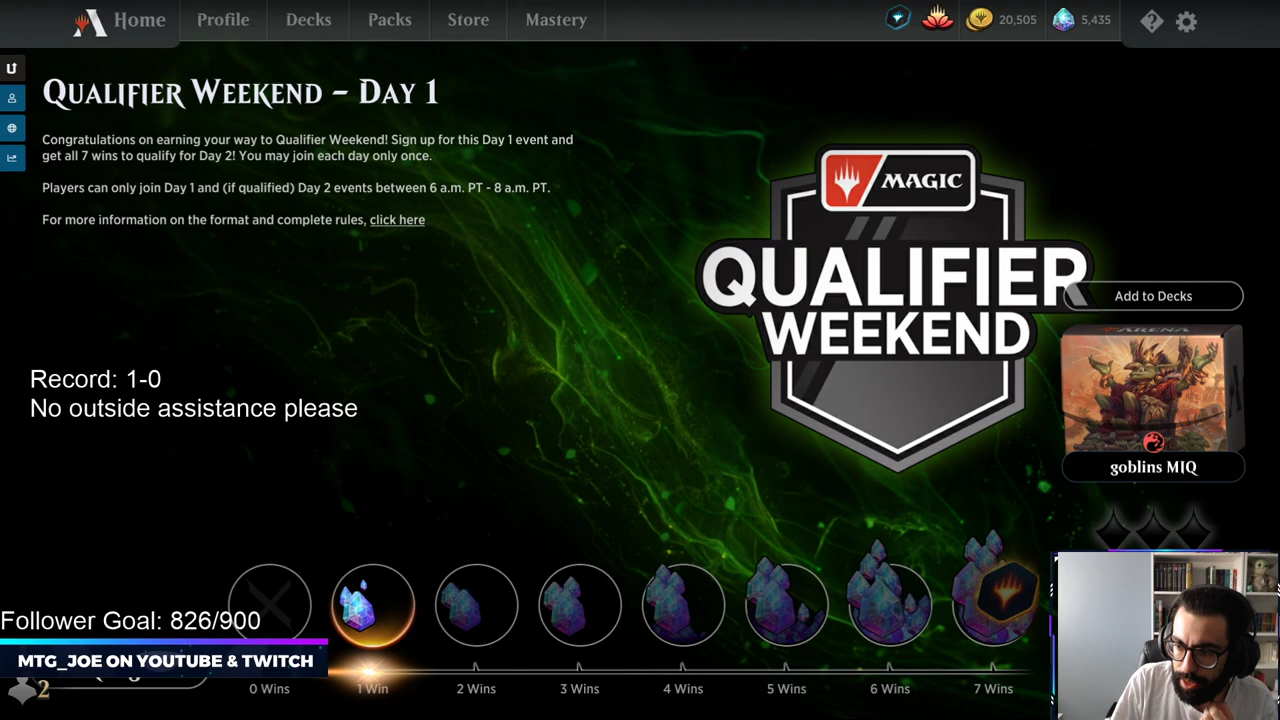 Home
Profile
Decks
Packs
Store
Mastery
20,505
5,435
QUALIFIER WEEKEND – DAY 1
Congratulations on earning your way to Qualifier Weekend! Sign up for this Day 1 event and
get all 7 wins to qualify for Day 2! You may join each day only once.
Players can only join Day 1 and (if qualified) Day 2 events between 6 a.m. PT - 8 a.m. PT.
For more information on the format and complete rules, click here
MAGIC
QUALIFIER
WEEKEND
Add to Decks
ARENA
goblins MIQ
Record: 1-0
No outside assistance please
Follower Goal: 826/900
MTG_JOE ON YOUTUBE & TWITCH
2
0 Wins
1 Win
2 Wins
3 Wins
4 Wins
5 Wins
6 Wins
7 Wins